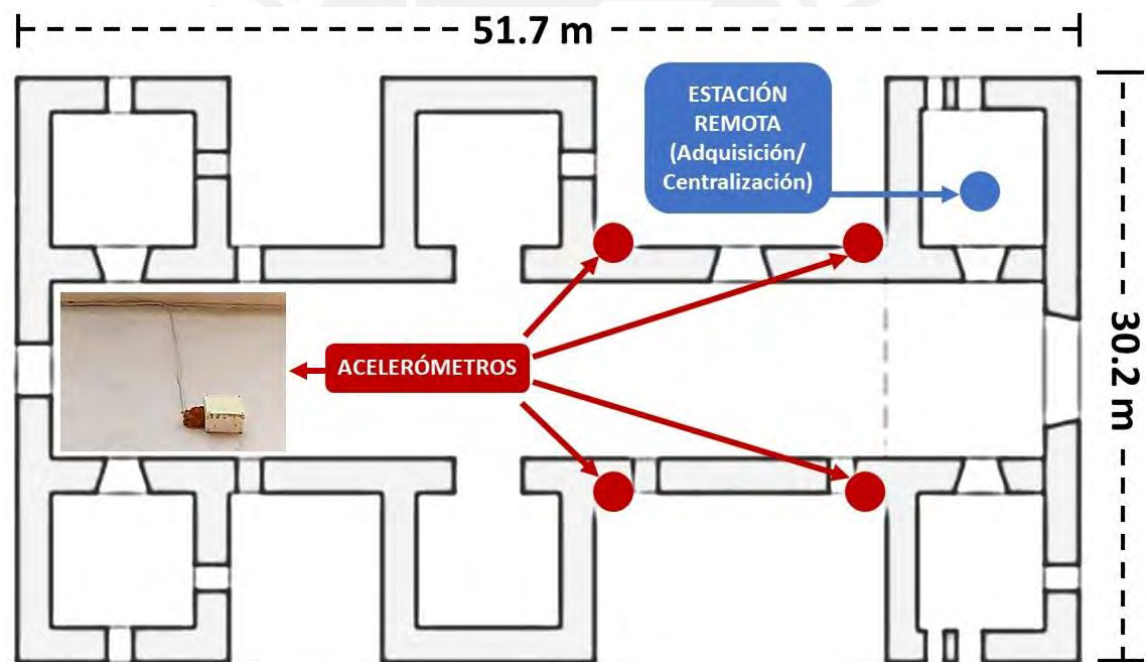 51.7 m
ESTACIÓN
REMOTA
(Adquisición/
Centralización)
ACELERÓMETROS
30.2 m